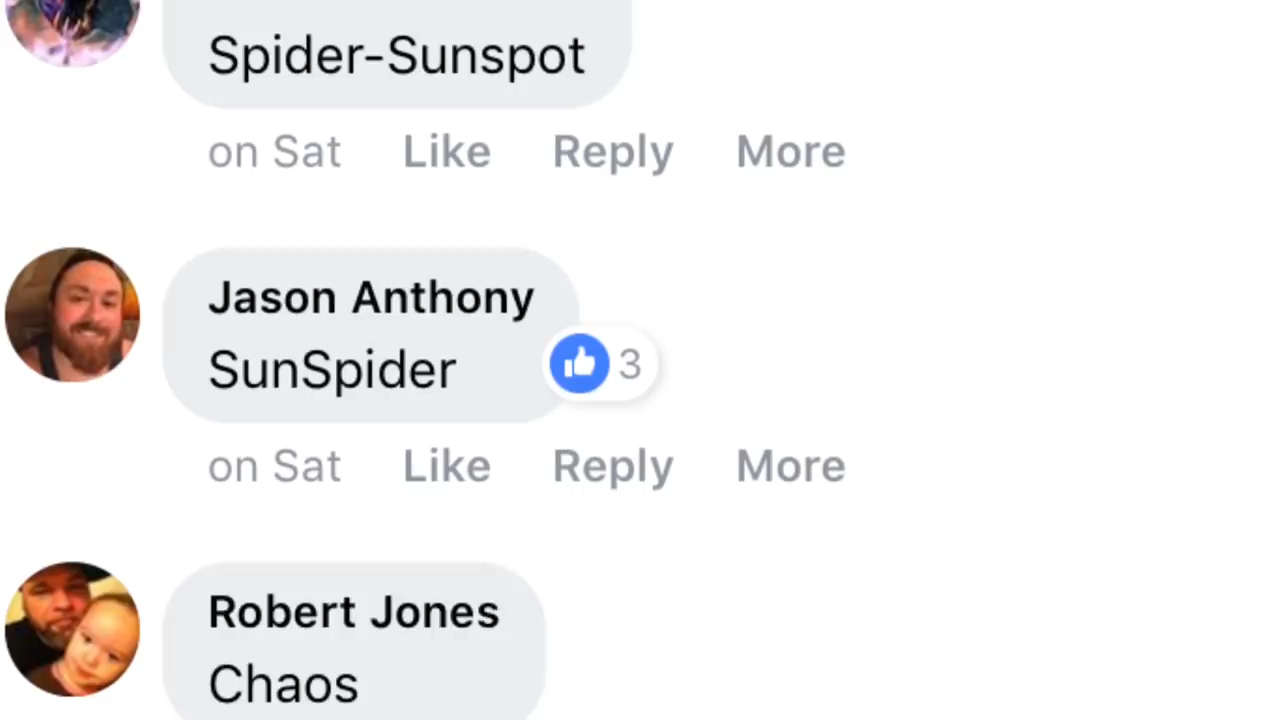 Spider-Sunspot
on Sat Like Reply More
Jason Anthony
SunSpider
3
on Sat Like Reply More
Robert Jones
Chaos